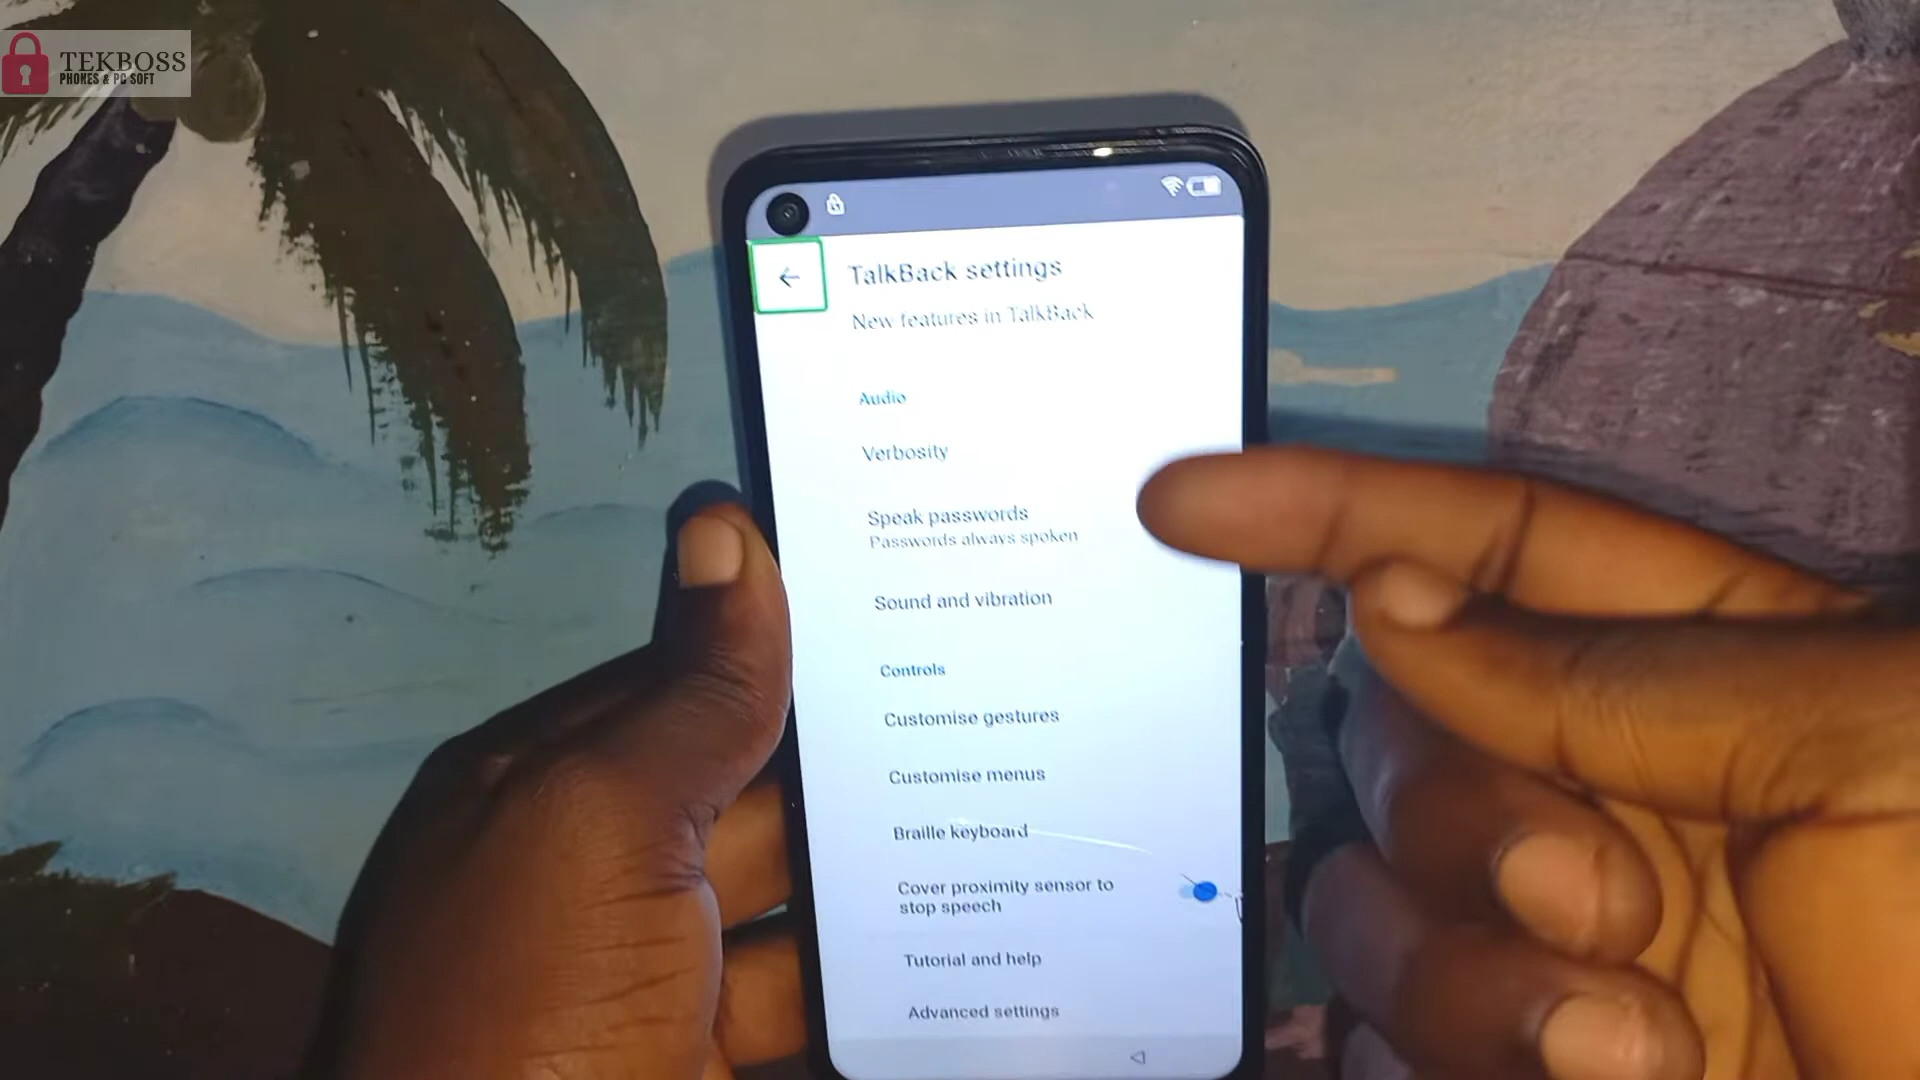 TEKBOSS
PHONES & PC SOFT
TalkBack settings
New features in TalkBack
Audio
Verbosity
Speak passwords
Passwords always spoken
Sound and vibration
Controls
Customise gestures
Customise menus
Braille keyboard
Cover proximity sensor to
stop speech
Tutorial and help
Advanced settings